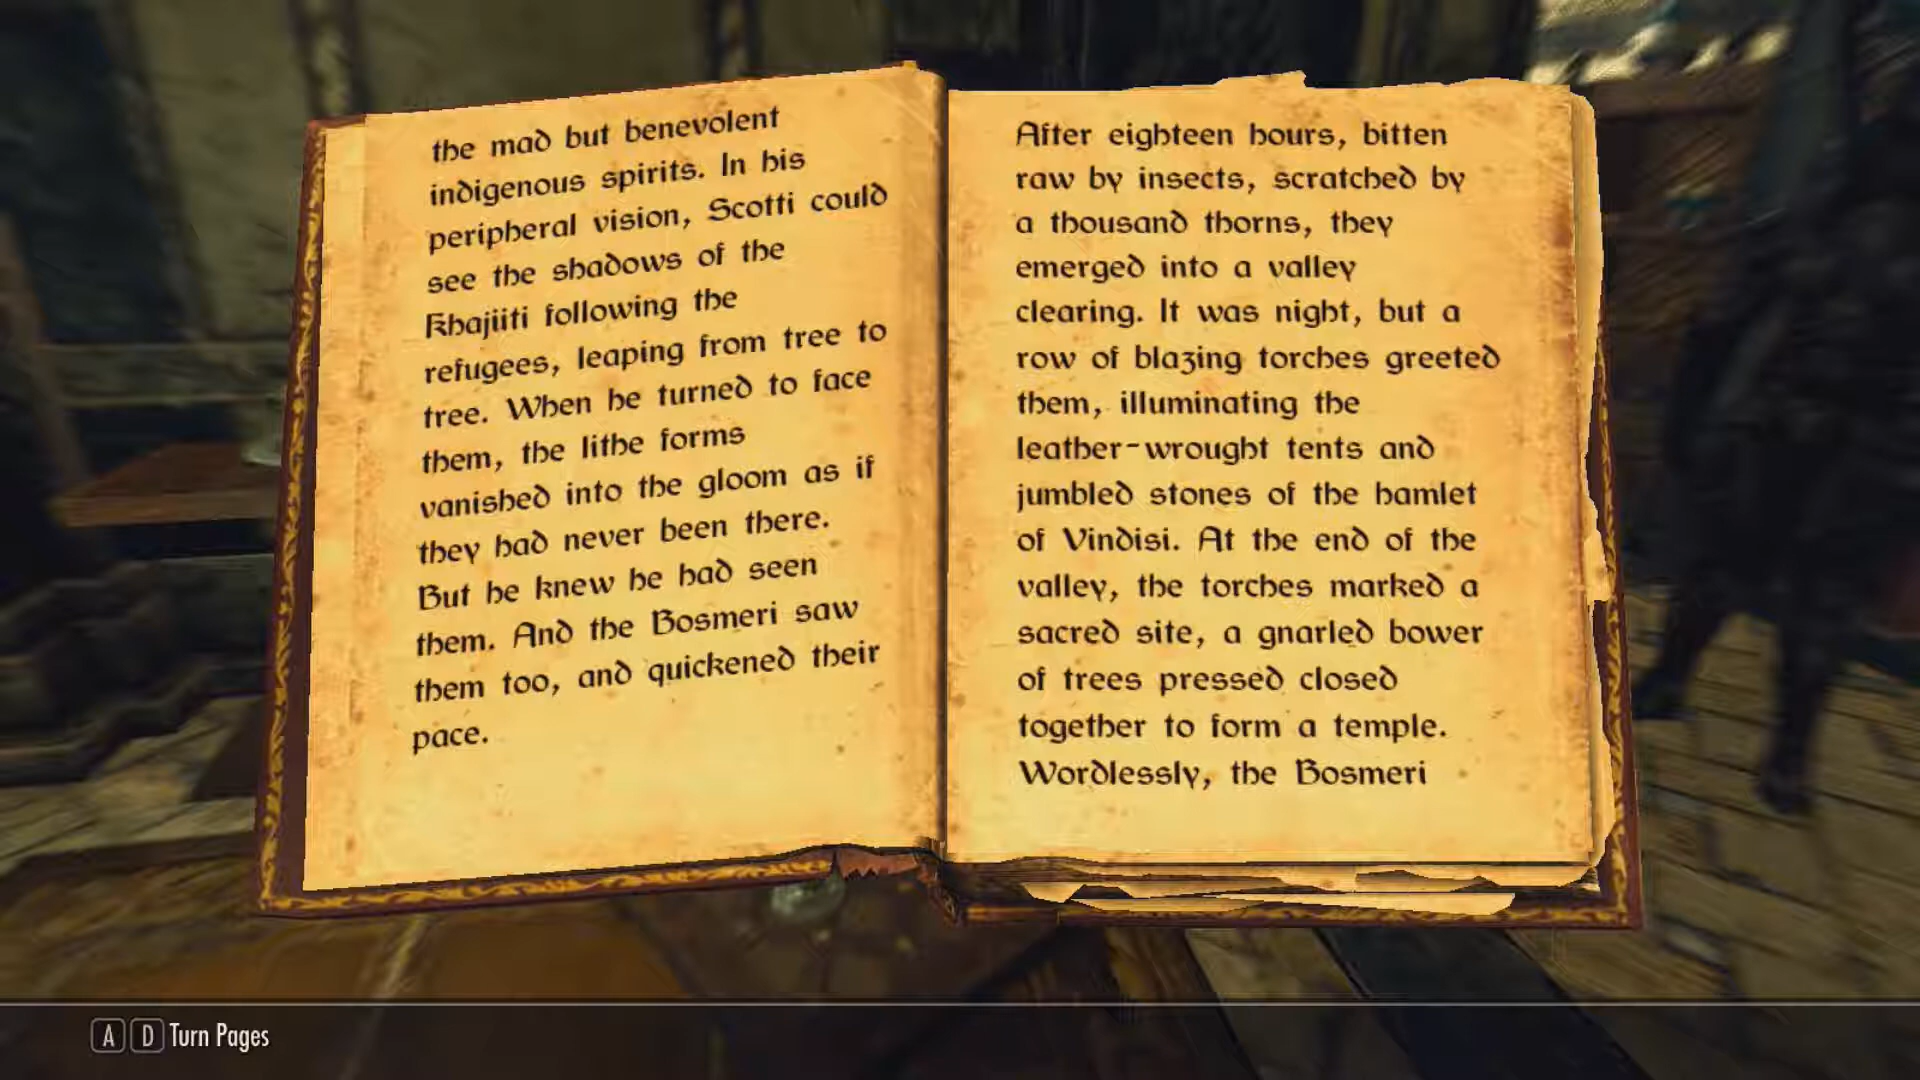 the mad but benevolent
indigenous spirits. In his
peripheral vision, Scotti could
see the shadows of the
Khajiiti following the
refugees, leaping from tree to
tree. When he turned to face
them, the lithe forms
vanished into the gloom as if
they had never been there.
But he knew he had seen
them. And the Bosmeri saw
them too, and quickened their
pace.
After eighteen hours, bitten
raw by insects, scratched by
a thousand thorns, they
emerged into a valley
clearing. It was night, but a
row of blazing torches greeted
them, illuminating the
leather-wrought tents and
jumbled stones of the hamlet
of Vindisi. At the end of the
valley, the torches marked a
sacred site, a gnarled bower
of trees pressed closed
together to form a temple.
Wordlessly, the Bosmeri
A D Turn Pages